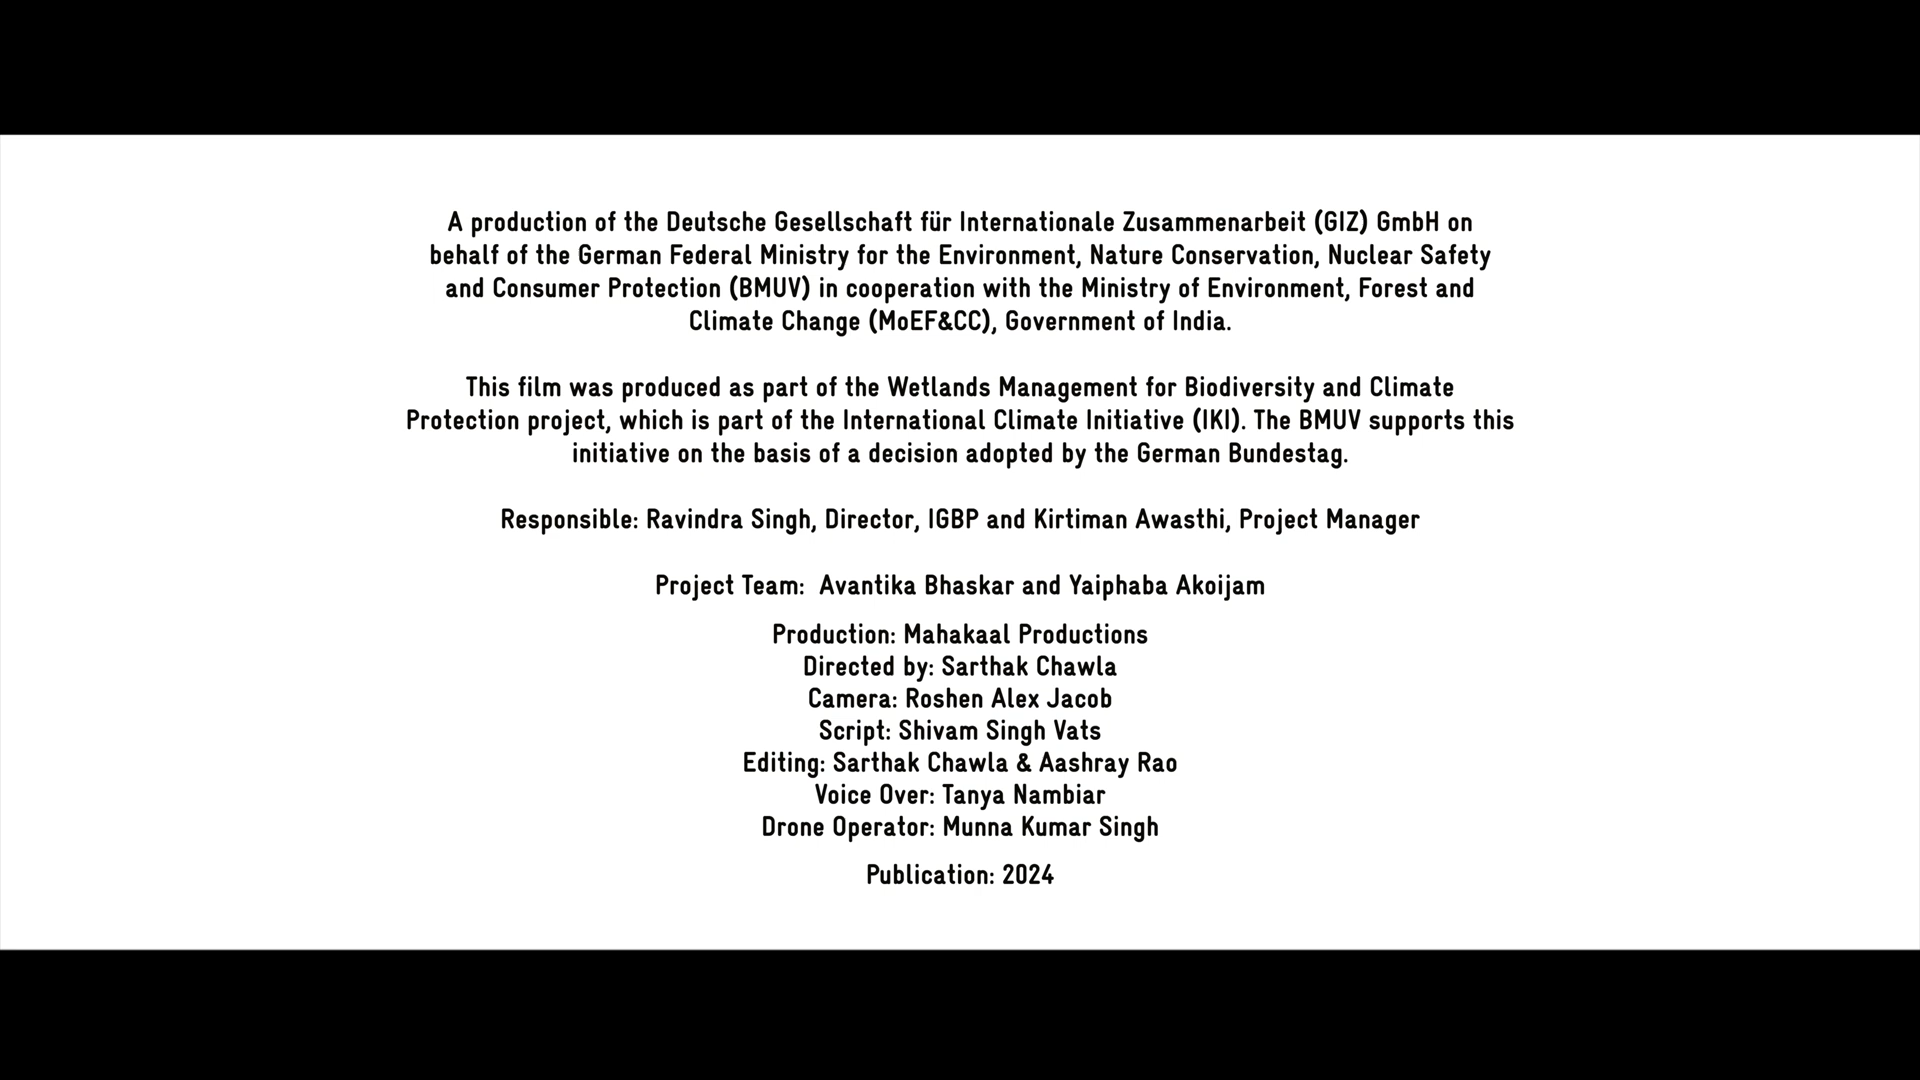 A production of the Deutsche Gesellschaft für Internationale Zusammenarbeit (GIZ) GmbH on
behalf of the German Federal Ministry for the Environment, Nature Conservation, Nuclear Safety
and Consumer Protection (BMUV) in cooperation with the Ministry of Environment, Forest and
Climate Change (MoEF&CC), Government of India.
This film was produced as part of the Wetlands Management for Biodiversity and Climate
Protection project, which is part of the International Climate Initiative (IKI). The BMUV supports this
initiative on the basis of a decision adopted by the German Bundestag.
Responsible: Ravindra Singh, Director, IGBP and Kirtiman Awasthi, Project Manager
Project Team:  Avantika Bhaskar and Yaiphaba Akoijam
Production: Mahakaal Productions
Directed by: Sarthak Chawla
Camera: Roshen Alex Jacob
Script: Shivam Singh Vats
Editing: Sarthak Chawla & Aashray Rao
Voice Over: Tanya Nambiar
Drone Operator: Munna Kumar Singh
Publication: 2024